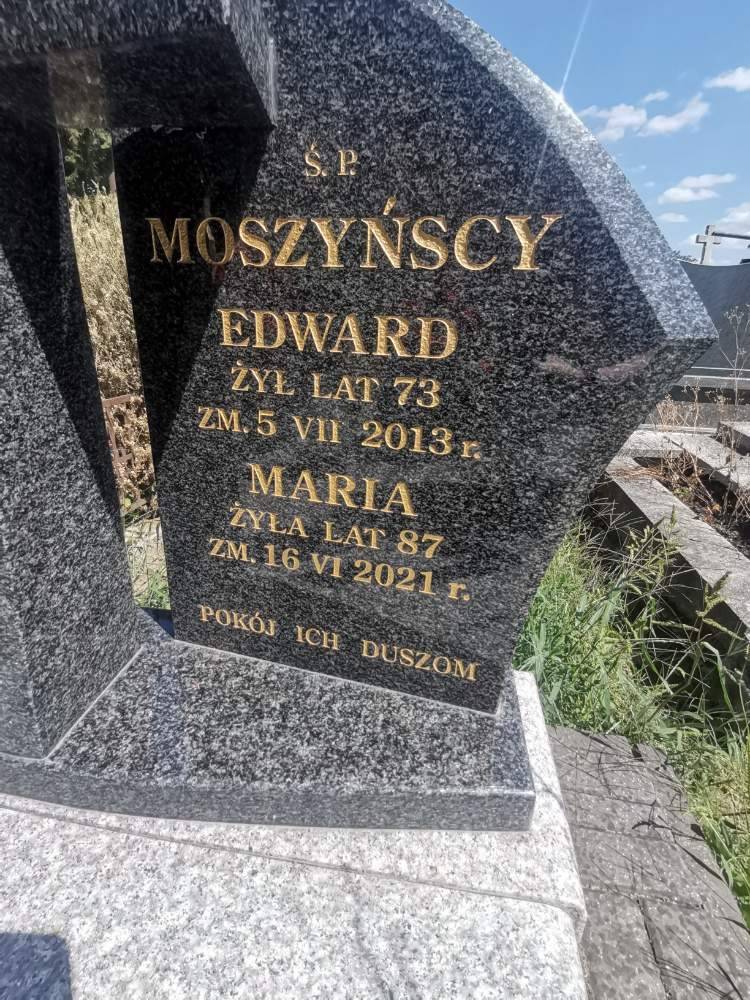 Ś. P.
MOSZYŃSCY
EDWARD
ŻYŁ LAT 73
ZM. 5 VII 2013 r.
MARIA
ŻYŁA LAT 87
ZM. 16 VI 2021 r.
POKÓJ ICH DUSZOM